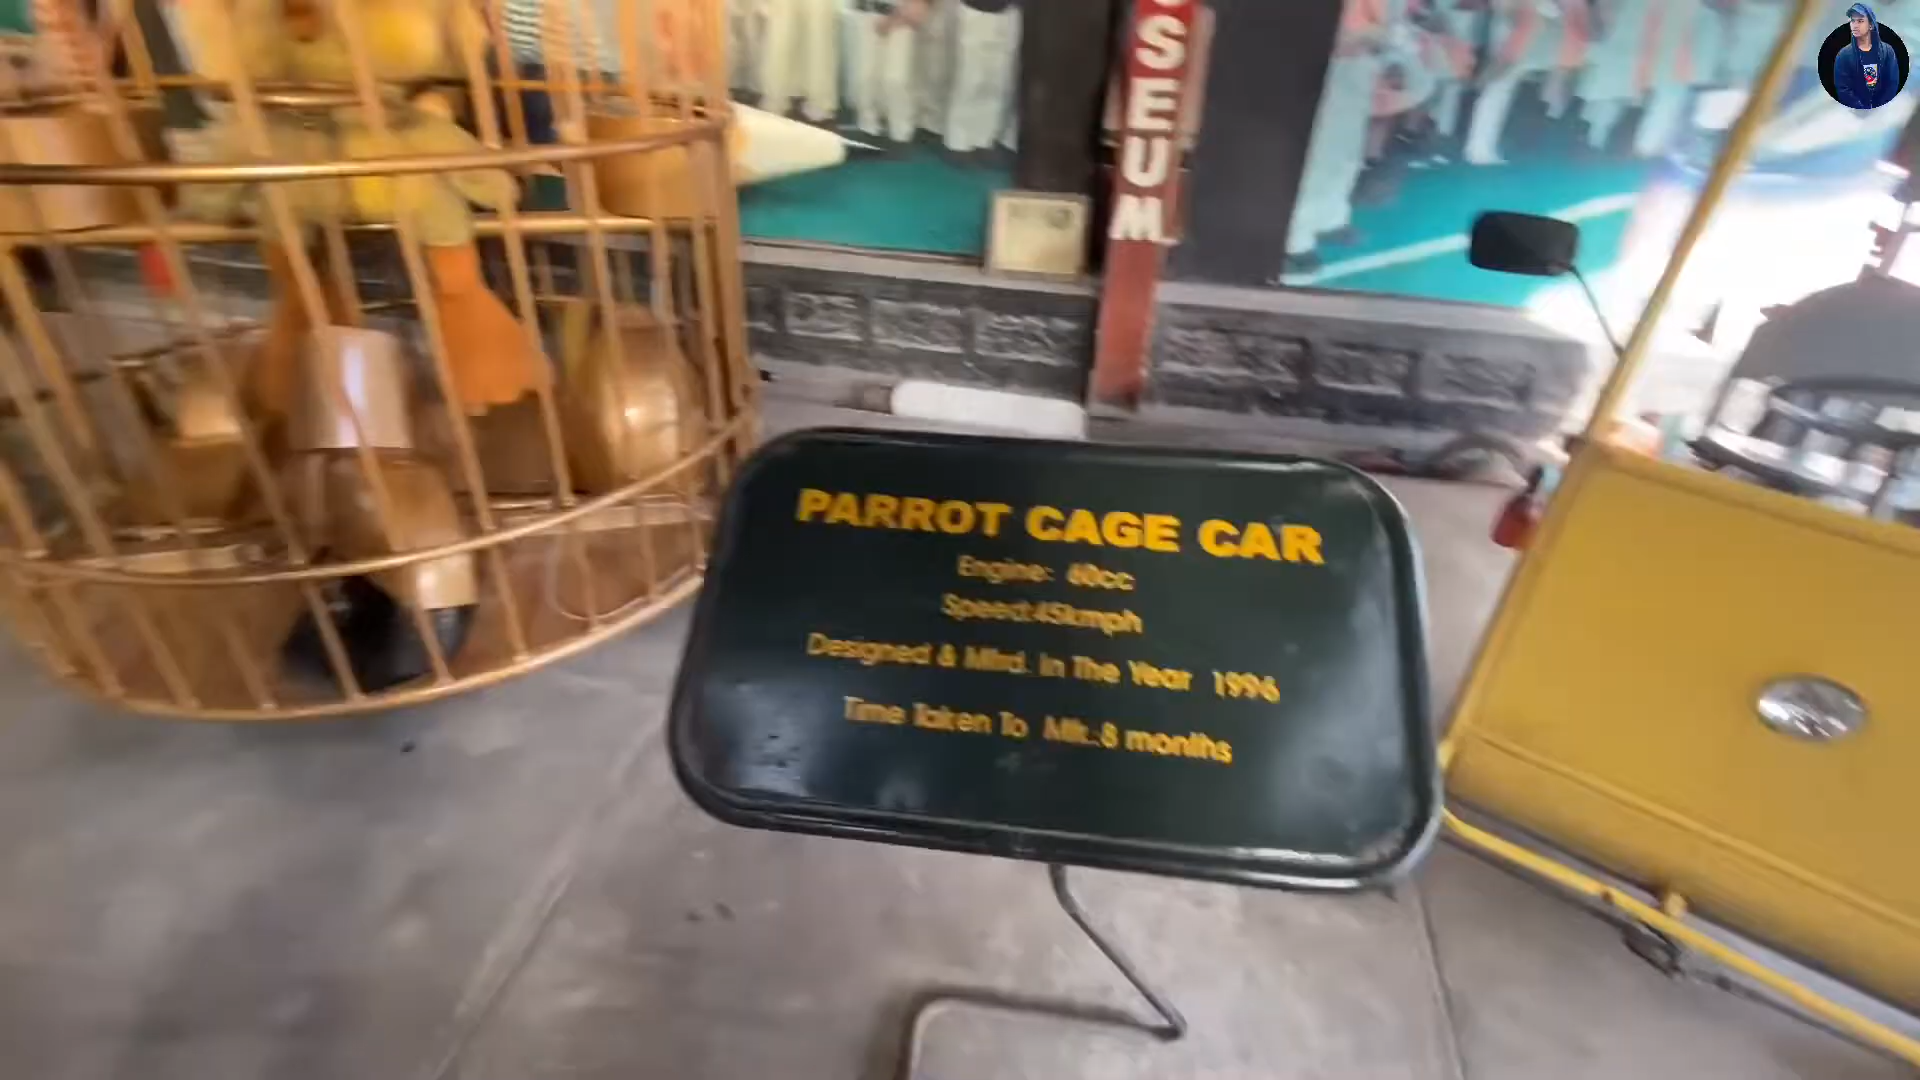 SEUM
PARROT CAGE CAR
Engine: 60cc
Speed:45kmph
Designed & Mfrd. In The Year 1996
Time Taken To Mfr.:8 months